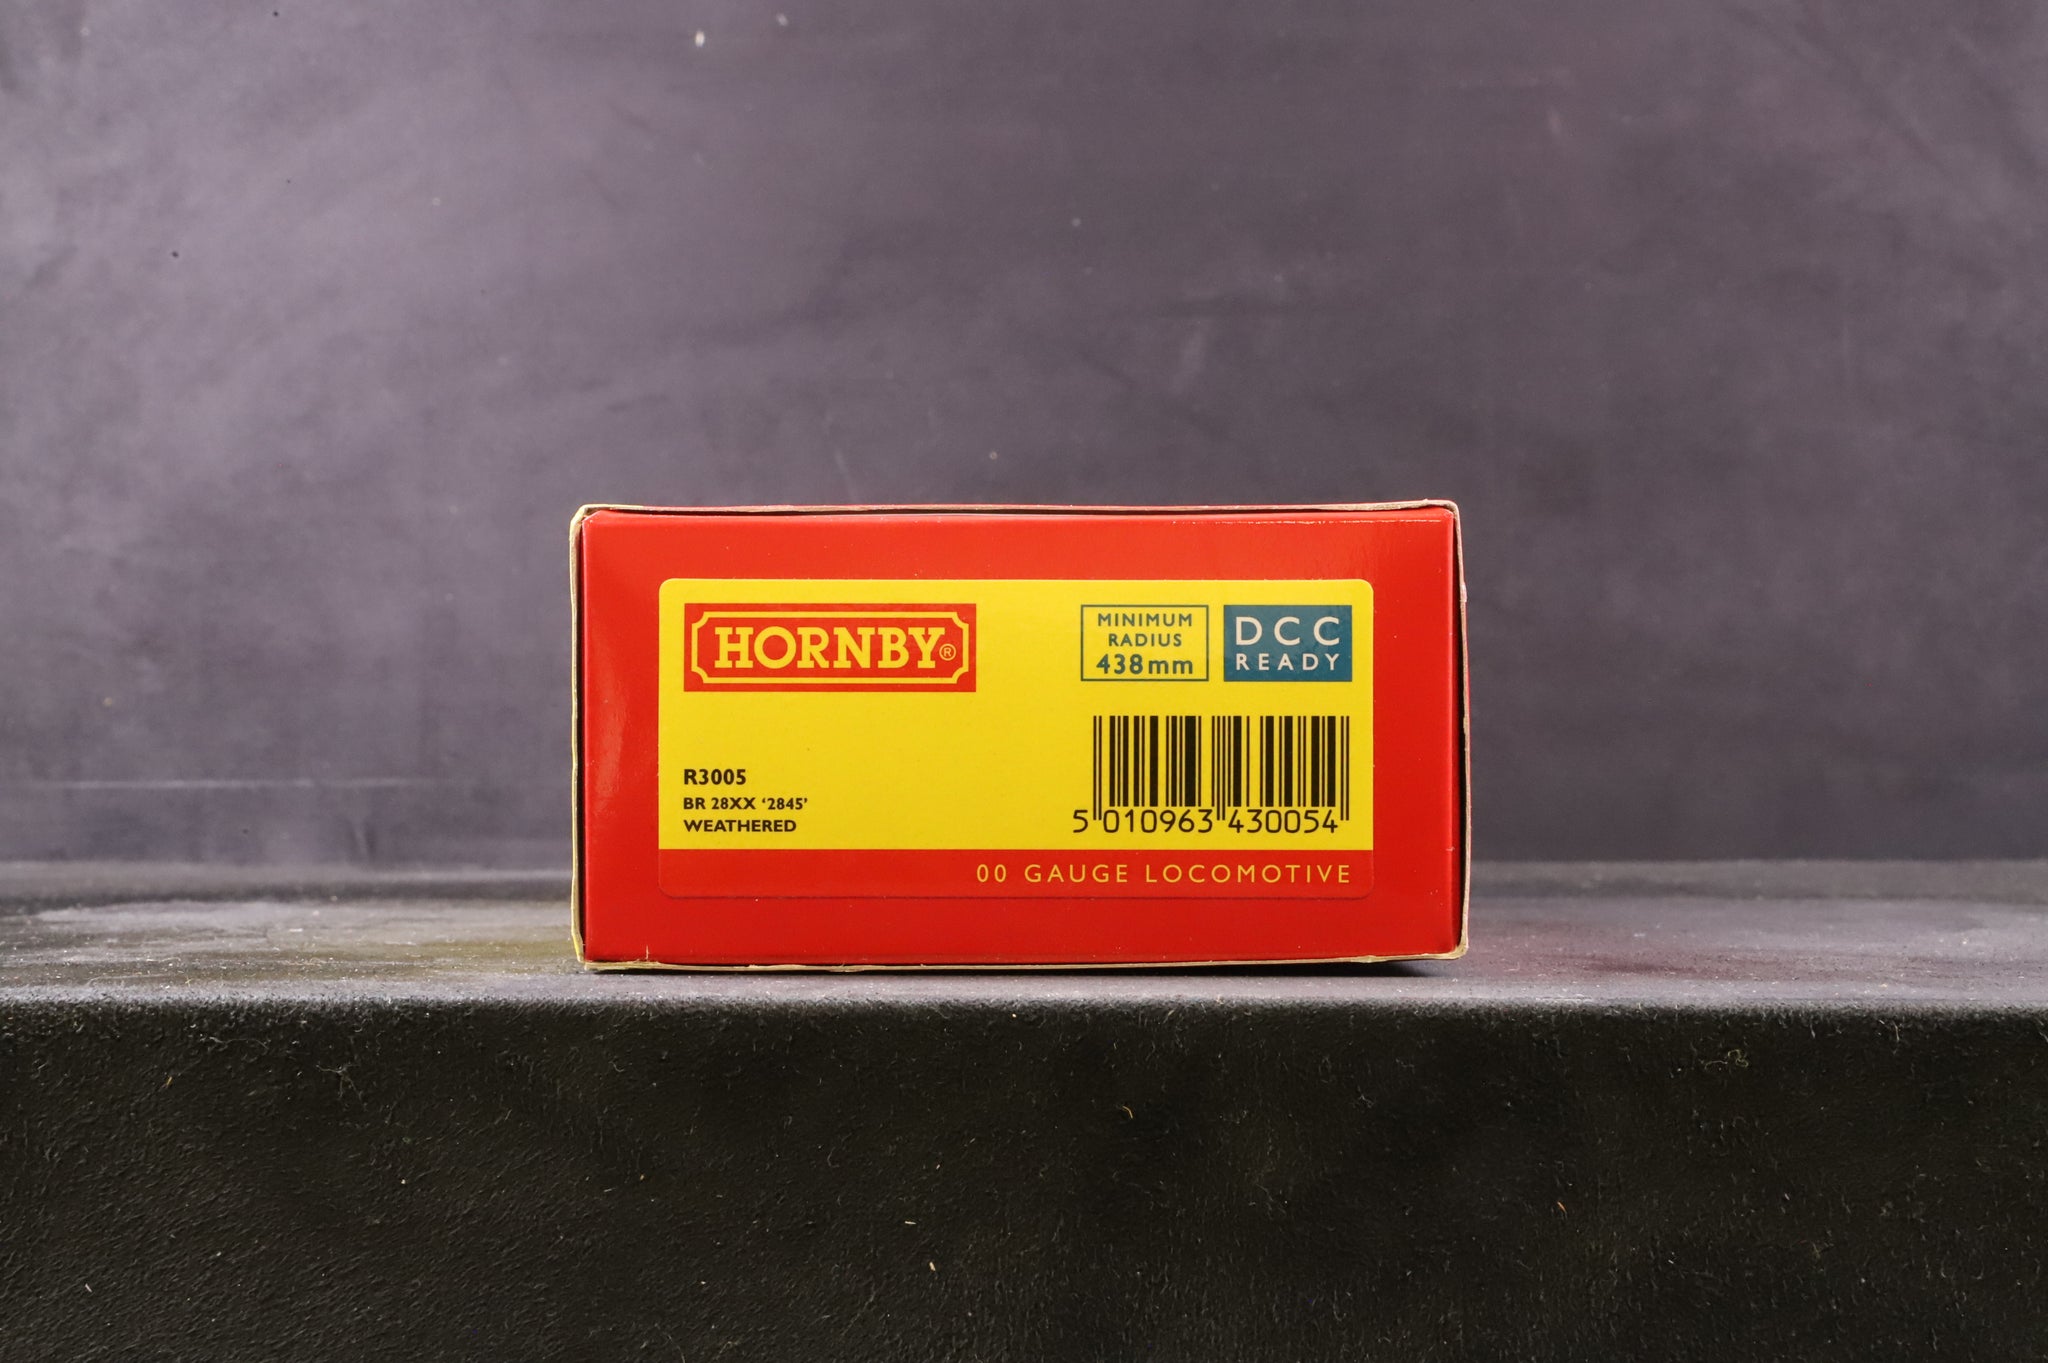 HORNBY®
MINIMUM
RADIUS
438mm
DCC
READY
R3005
BR 28XX ‘2845’
WEATHERED
5 010963 430054
00 GAUGE LOCOMOTIVE